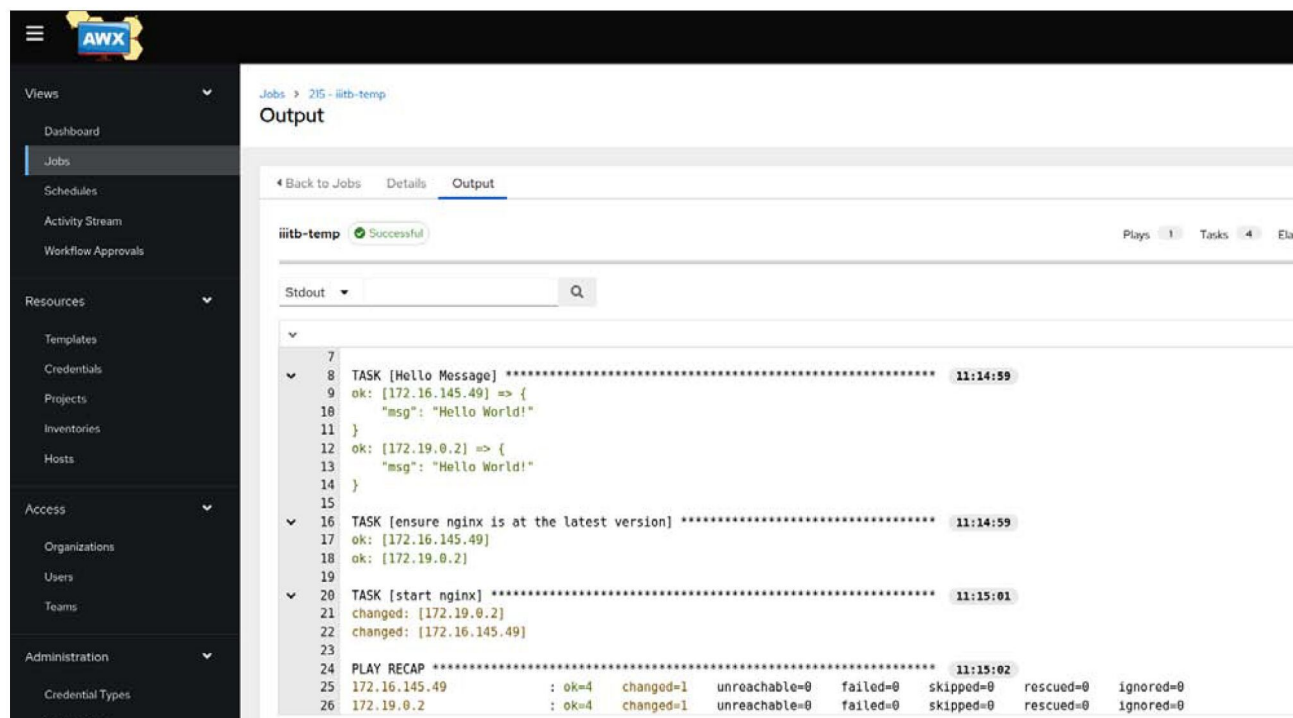 AWX
Views
Dashboard
Jobs
Schedules
Activity Stream
Workflow Approvals
Resources
Templates
Credentials
Projects
Inventories
Hosts
Access
Organizations
Users
Teams
Administration
Credential Types
Jobs > 215 - iiitb-temp
Output
Back to Jobs Details Output
iiitb-temp Successful Plays 1 Tasks 4 Ela
Stdout
7
8 TASK [Hello Message] *********************************************************** 11:14:59
9 ok: [172.16.145.49] => {
10 "msg": "Hello World!"
11 }
12 ok: [172.19.0.2] => {
13 "msg": "Hello World!"
14 }
15
16 TASK [ensure nginx is at the latest version] *********************************** 11:14:59
17 ok: [172.16.145.49]
18 ok: [172.19.0.2]
19
20 TASK [start nginx] ************************************************************* 11:15:01
21 changed: [172.19.0.2]
22 changed: [172.16.145.49]
23
24 PLAY RECAP ********************************************************************* 11:15:02
25 172.16.145.49 : ok=4 changed=1 unreachable=0 failed=0 skipped=0 rescued=0 ignored=0
26 172.19.0.2 : ok=4 changed=1 unreachable=0 failed=0 skipped=0 rescued=0 ignored=0